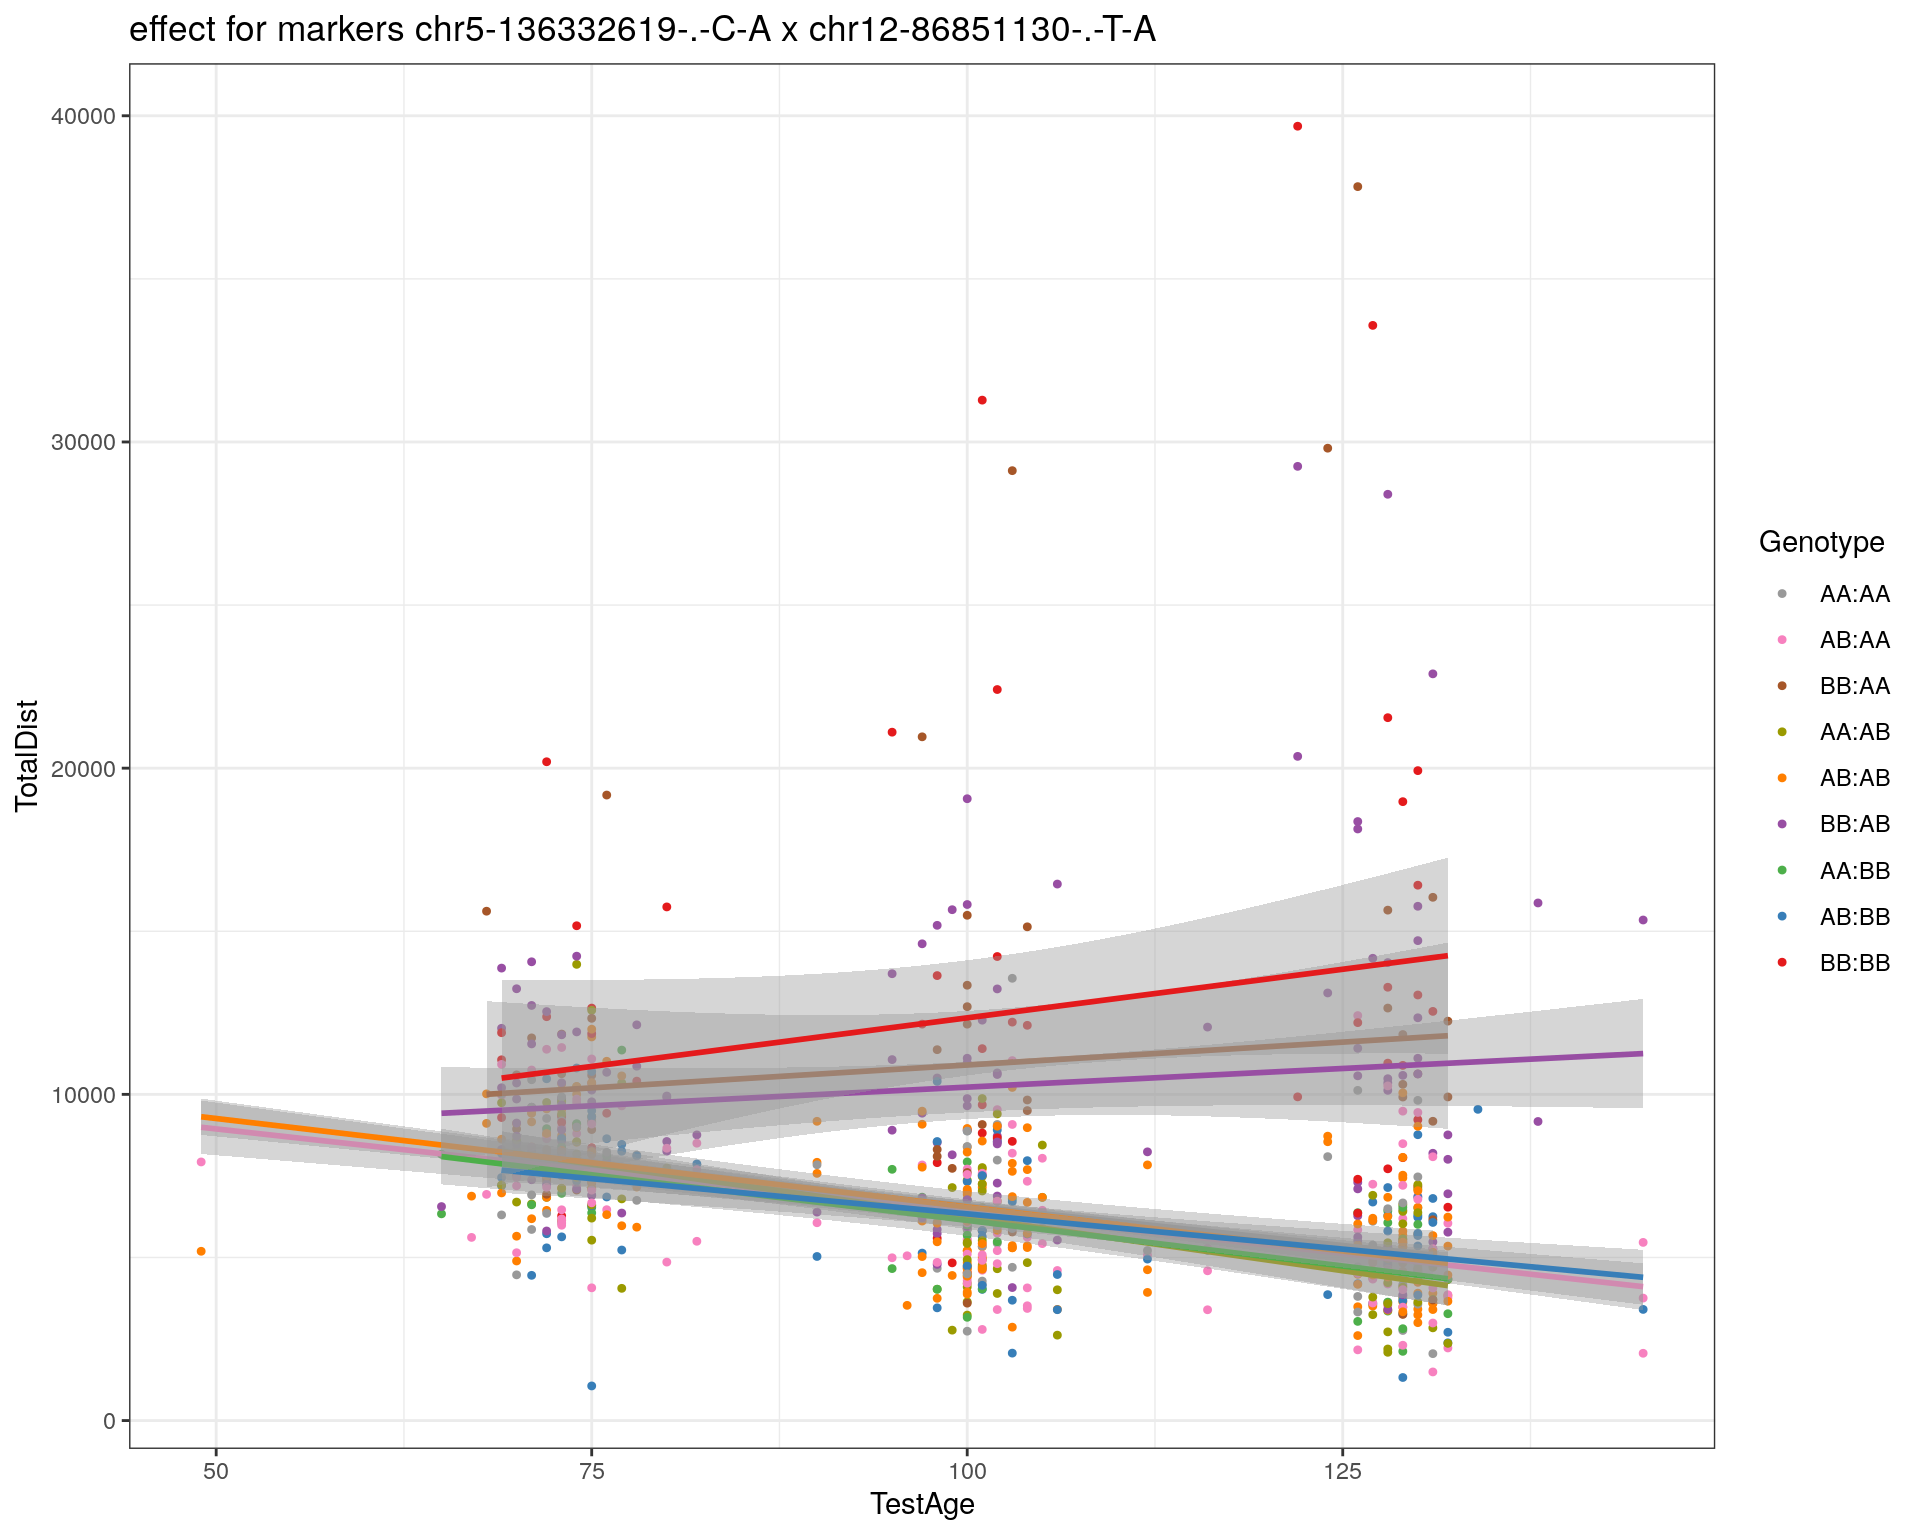 effect for markers chr5-136332619-.-C-A x chr12-86851130-.-T-A
40000
30000
20000
10000
0
TotalDist
50
75
100
125
TestAge
Genotype
AA:AA
AB:AA
BB:AA
AA:AB
AB:AB
BB:AB
AA:BB
AB:BB
BB:BB